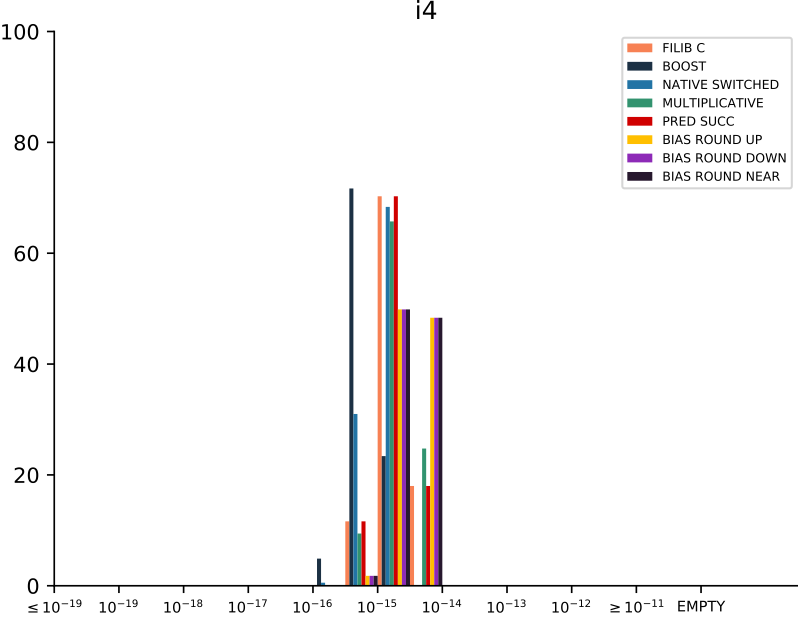 i4
100
80
60
40
20
0
FILIB C
BOOST
NATIVE SWITCHED
MULTIPLICATIVE
PRED SUCC
BIAS ROUND UP
BIAS ROUND DOWN
BIAS ROUND NEAR
≤10⁻¹⁹ 10⁻¹⁹ 10⁻¹⁸ 10⁻¹⁷ 10⁻¹⁶ 10⁻¹⁵ 10⁻¹⁴ 10⁻¹³ 10⁻¹² ≥10⁻¹¹ EMPTY